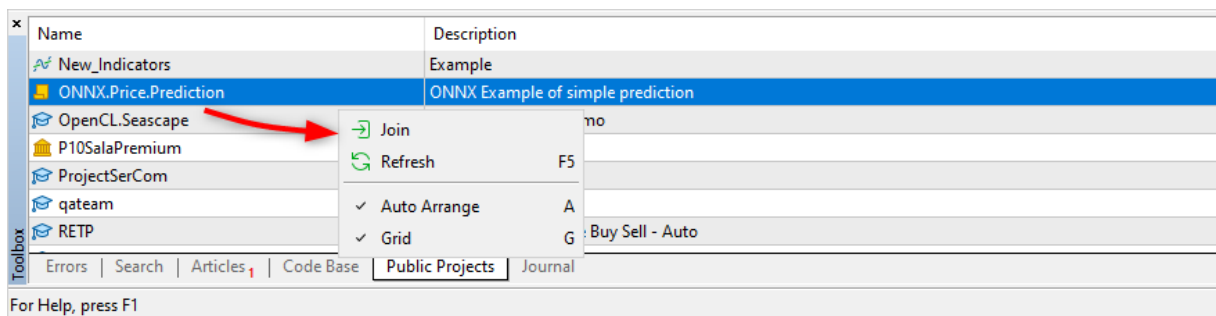 Name Description
New_Indicators Example
ONNX.Price.Prediction ONNX Example of simple prediction
OpenCL.Seascape mo
Join
P10SalaPremium
Refresh F5
ProjectSerCom
qateam
Auto Arrange A
RETP Buy Sell - Auto
Grid G
Errors | Search | Articles 1 | Code Base | Public Projects | Journal
Toolbox
For Help, press F1